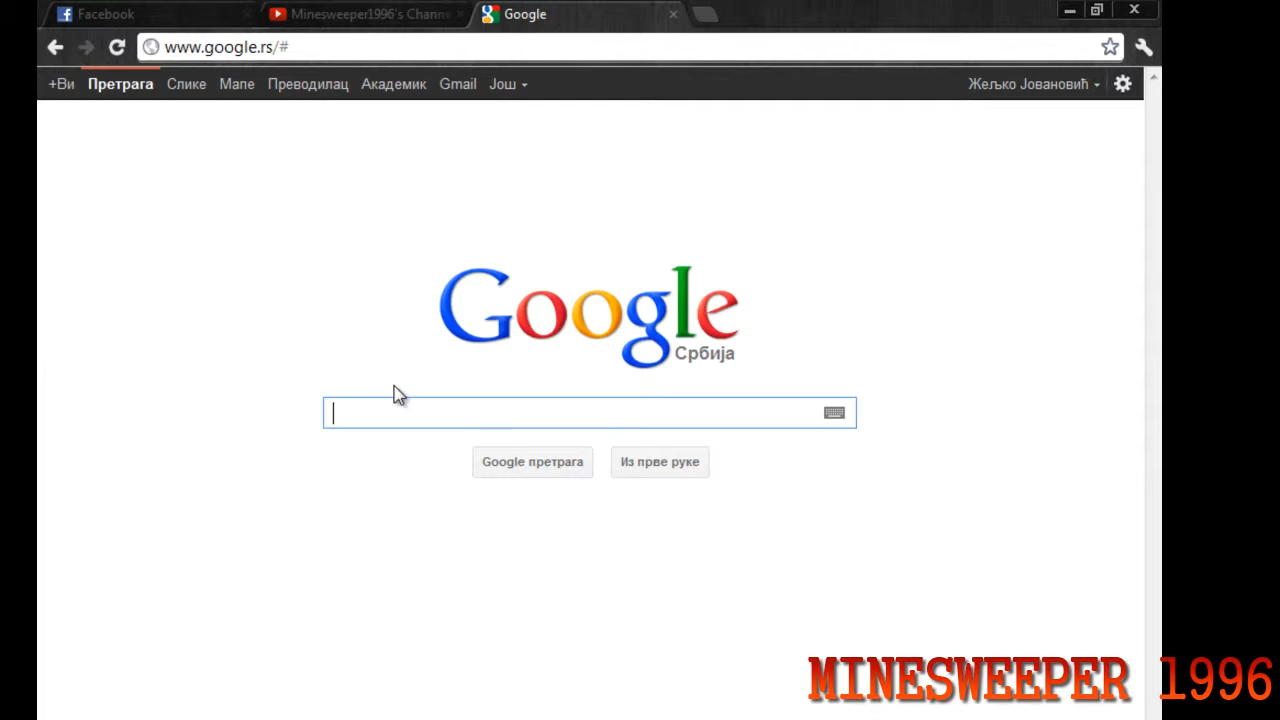 Facebook
Minesweeper1996's Chann
Google
www.google.rs/#
+Ви Претрага Слике Мапе Преводилац Академик Gmail Још
Жељко Јовановић
Google
Србија
Google претрага
Из прве руке
MINESWEEPER 1996